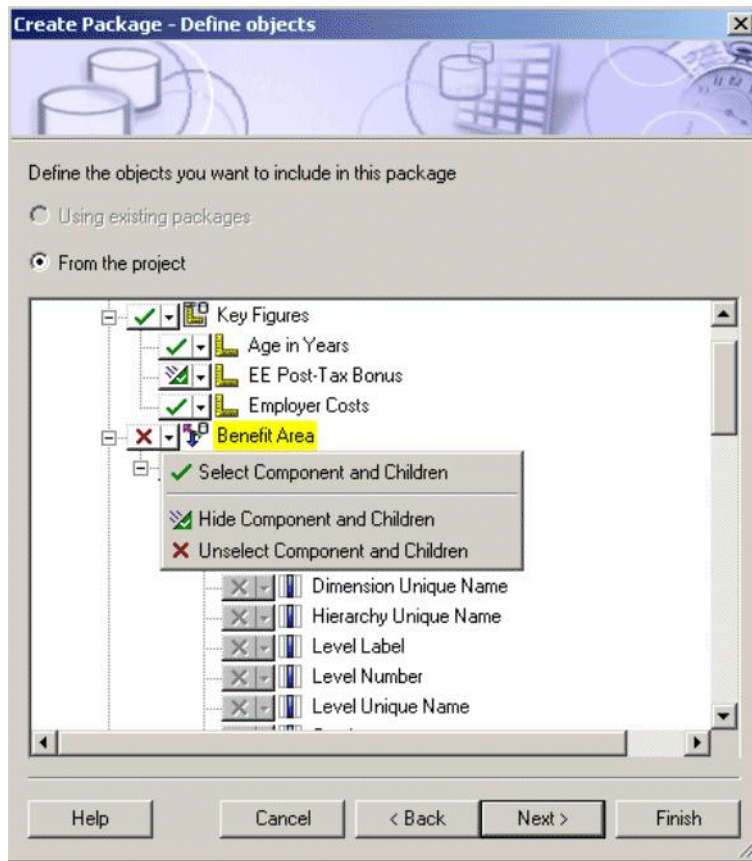 Create Package - Define objects
Define the objects you want to include in this package
Using existing packages
From the project
Key Figures
Age in Years
EE Post-Tax Bonus
Employer Costs
Benefit Area
Select Component and Children
Hide Component and Children
Unselect Component and Children
Dimension Unique Name
Hierarchy Unique Name
Level Label
Level Number
Level Unique Name
Help
Cancel
< Back
Next >
Finish